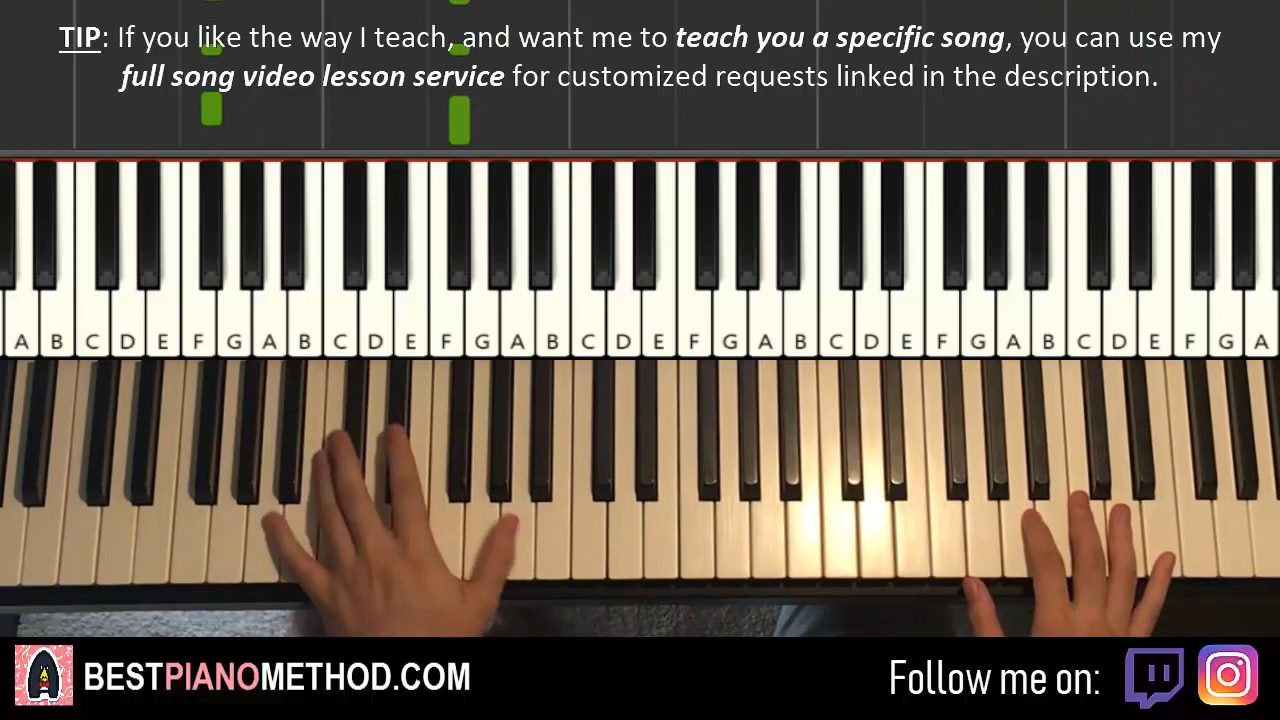 TIP: If you like the way I teach, and want me to teach you a specific song, you can use my
full song video lesson service for customized requests linked in the description.
A B C D E F G A B C D E F G A B C D E F G A B C D E F G A B C D E F G A
BESTPIANOMETHOD.COM
Follow me on: